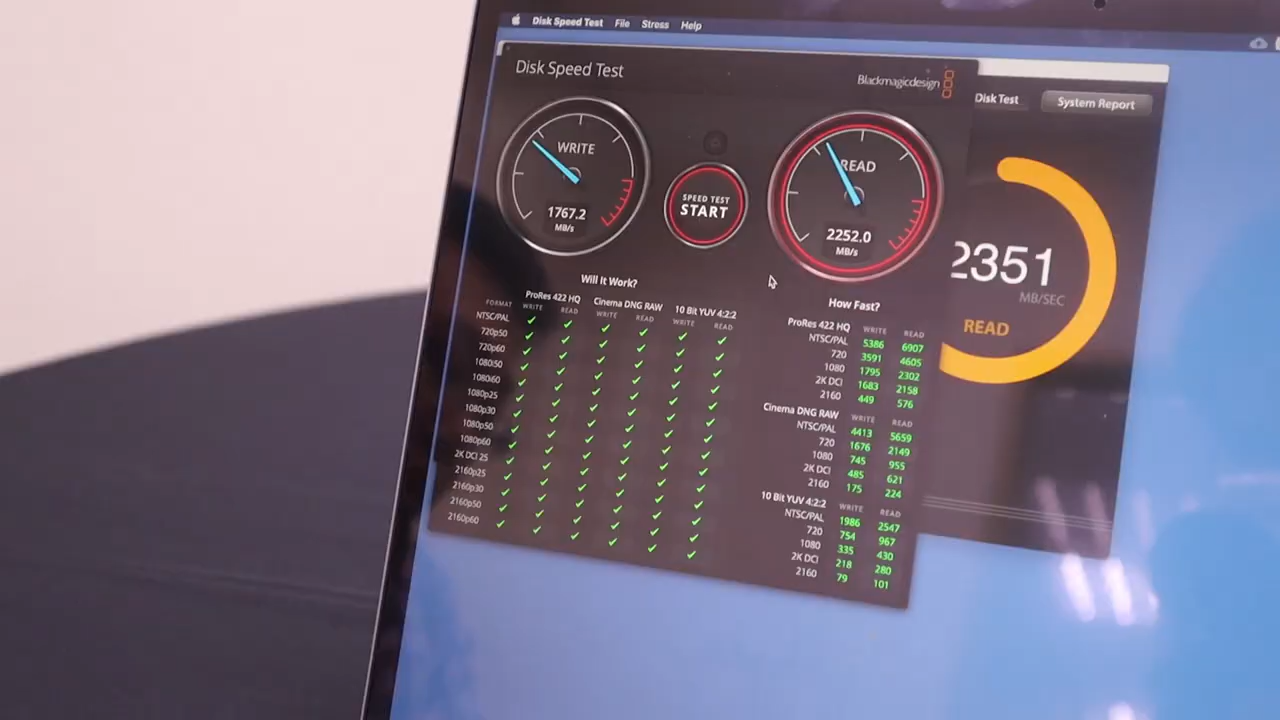 Disk Speed Test File Stress Help
Disk Speed Test
Blackmagicdesign
Disk Test
System Report
WRITE
1767.2
MB/s
SPEED TEST
START
READ
2252.0
MB/s
2351
MB/SEC
READ
Will It Work?
ProRes 422 HQ Cinema DNG RAW 10 Bit YUV 4:2:2
FORMAT WRITE READ WRITE READ WRITE READ
NTSC/PAL ✓ ✓ ✓ ✓ ✓ ✓
720p50 ✓ ✓ ✓ ✓ ✓ ✓
720p60 ✓ ✓ ✓ ✓ ✓ ✓
1080i50 ✓ ✓ ✓ ✓ ✓ ✓
1080i60 ✓ ✓ ✓ ✓ ✓ ✓
1080p25 ✓ ✓ ✓ ✓ ✓ ✓
1080p30 ✓ ✓ ✓ ✓ ✓ ✓
1080p50 ✓ ✓ ✓ ✓ ✓ ✓
1080p60 ✓ ✓ ✓ ✓ ✓ ✓
2K DCI 25 ✓ ✓ ✓ ✓ ✓ ✓
2160p25 ✓ ✓ ✓ ✓ ✓ ✓
2160p30 ✓ ✓ ✓ ✓ ✓ ✓
2160p50 ✓ ✓ ✓ ✓ ✓ ✓
2160p60 ✓ ✓ ✓ ✓ ✓ ✓
How Fast?
ProRes 422 HQ WRITE READ
NTSC/PAL 5386 6907
720 3591 4605
1080 1795 2302
2K DCI 1683 2158
2160 449 576
Cinema DNG RAW WRITE READ
NTSC/PAL 4413 5659
720 1676 2149
1080 745 955
2K DCI 485 621
2160 175 224
10 Bit YUV 4:2:2 WRITE READ
NTSC/PAL 1986 2547
720 754 967
1080 335 430
2K DCI 218 280
2160 79 101